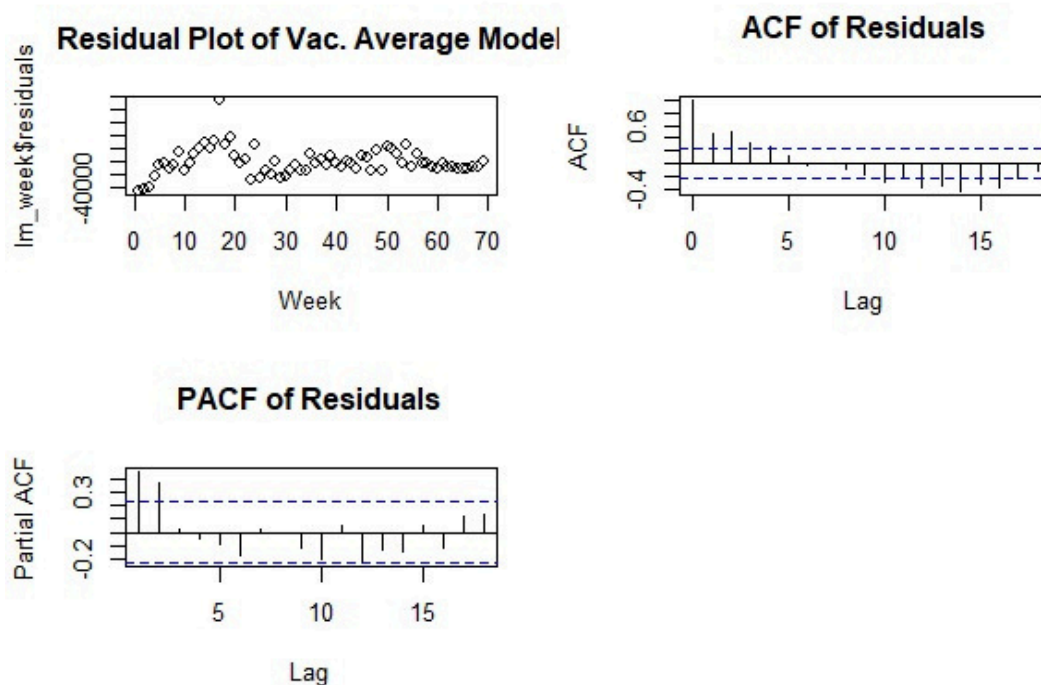 Residual Plot of Vac. Average Model
lm_week$residuals
-40000
0 10 20 30 40 50 60 70
Week
ACF of Residuals
ACF
0.6
-0.4
0 5 10 15
Lag
PACF of Residuals
Partial ACF
0.3
-0.2
5 10 15
Lag